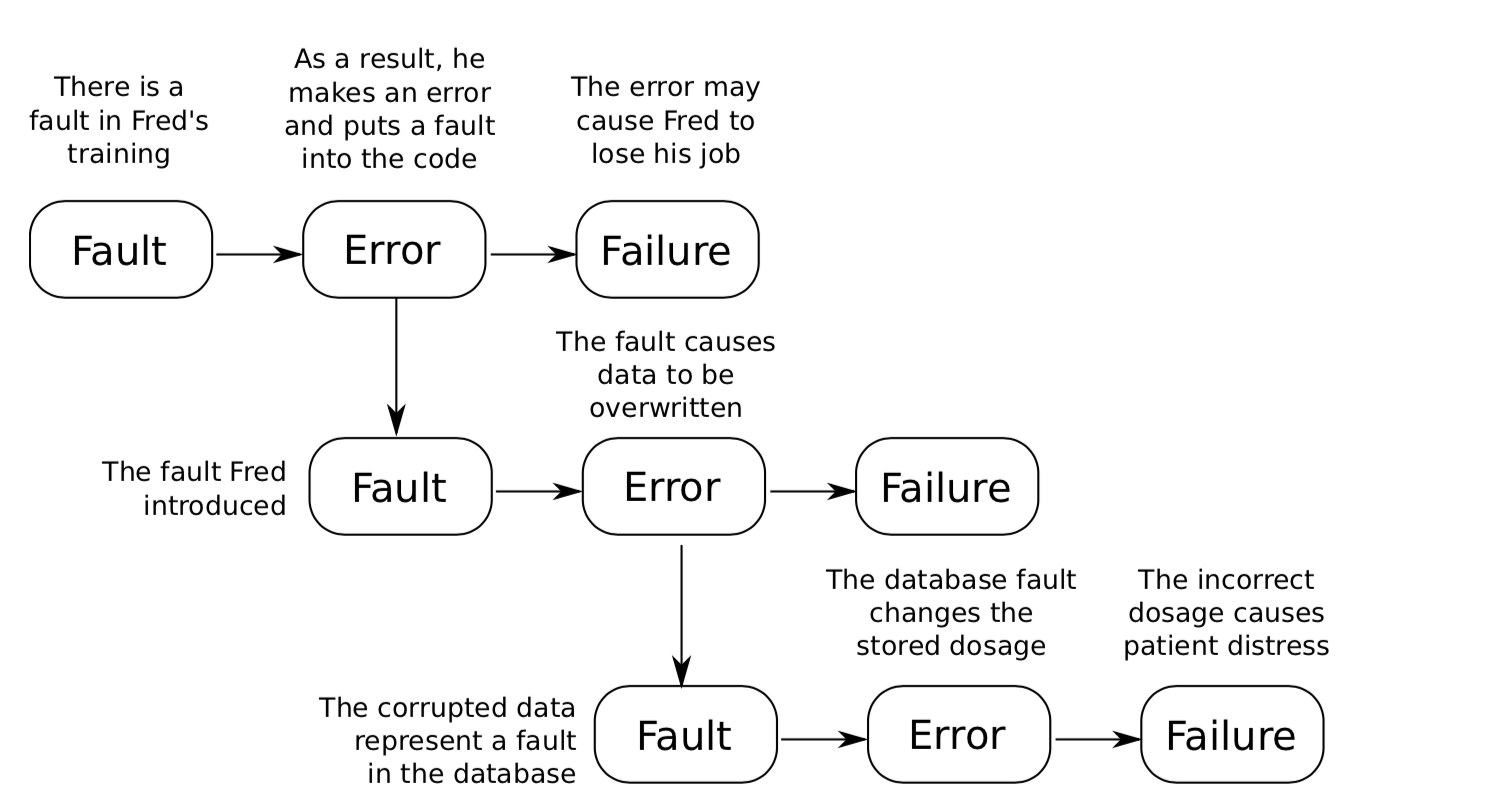 There is a
fault in Fred's
training
As a result, he
makes an error
and puts a fault
into the code
The error may
cause Fred to
lose his job
Fault
Error
Failure
The fault causes
data to be
overwritten
The fault Fred
introduced
Fault
Error
Failure
The database fault
changes the
stored dosage
The incorrect
dosage causes
patient distress
The corrupted data
represent a fault
in the database
Fault
Error
Failure